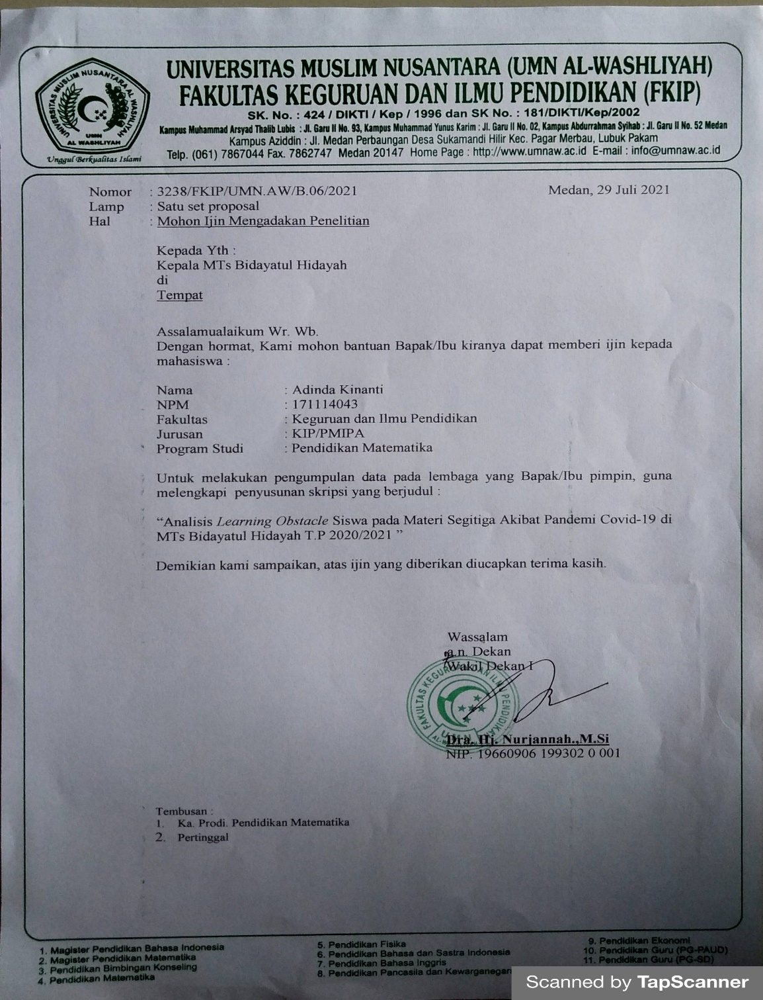 UNIVERSITAS MUSLIM NUSANTARA AL WASHLIYAH
UMN
AL WASHLIYAH
Unggul Berkualitas Islami
UNIVERSITAS MUSLIM NUSANTARA (UMN AL-WASHLIYAH)
FAKULTAS KEGURUAN DAN ILMU PENDIDIKAN (FKIP)
SK. No. : 424 / DIKTI / Kep / 1996 dan SK No. : 181/DIKTI/Kep/2002
Kampus Muhammad Arsyad Thalib Lubis : Jl. Garu II No. 93, Kampus Muhammad Yunus Karim : Jl. Garu II No. 02, Kampus Abdurrahman Syihab : Jl. Garu II No. 52 Medan
Kampus Aziddin : Jl. Medan Perbaungan Desa Sukamandi Hilir Kec. Pagar Merbau, Lubuk Pakam
Telp. (061) 7867044 Fax. 7862747 Medan 20147 Home Page : http://www.umnaw.ac.id E-mail : info@umnaw.ac.id
Nomor : 3238/FKIP/UMN.AW/B.06/2021 Medan, 29 Juli 2021
Lamp : Satu set proposal
Hal : Mohon Ijin Mengadakan Penelitian
Kepada Yth :
Kepala MTs Bidayatul Hidayah
di
Tempat
Assalamualaikum Wr. Wb.
Dengan hormat, Kami mohon bantuan Bapak/Ibu kiranya dapat memberi ijin kepada
mahasiswa :
Nama : Adinda Kinanti
NPM : 171114043
Fakultas : Keguruan dan Ilmu Pendidikan
Jurusan : KIP/PMIPA
Program Studi : Pendidikan Matematika
Untuk melakukan pengumpulan data pada lembaga yang Bapak/Ibu pimpin, guna
melengkapi penyusunan skripsi yang berjudul :
“Analisis Learning Obstacle Siswa pada Materi Segitiga Akibat Pandemi Covid-19 di
MTs Bidayatul Hidayah T.P 2020/2021 ”
Demikian kami sampaikan, atas ijin yang diberikan diucapkan terima kasih.
Wassalam
a.n. Dekan
Wakil Dekan I
FAKULTAS KEGURUAN DAN ILMU PENDIDIKAN
UMN
Dra. Hj. Nurjannah.,M.Si
NIP. 19660906 199302 0 001
Tembusan :
1. Ka. Prodi. Pendidikan Matematika
2. Pertinggal
1. Magister Pendidikan Bahasa Indonesia
2. Magister Pendidikan Matematika
3. Pendidikan Bimbingan Konseling
4. Pendidikan Matematika
5. Pendidikan Fisika
6. Pendidikan Bahasa dan Sastra Indonesia
7. Pendidikan Bahasa Inggris
8. Pendidikan Pancasila dan Kewarganegar
9. Pendidikan Ekonomi
10. Pendidikan Guru (PG-PAUD)
11. Pendidikan Guru (PG-SD)
Scanned by TapScanner